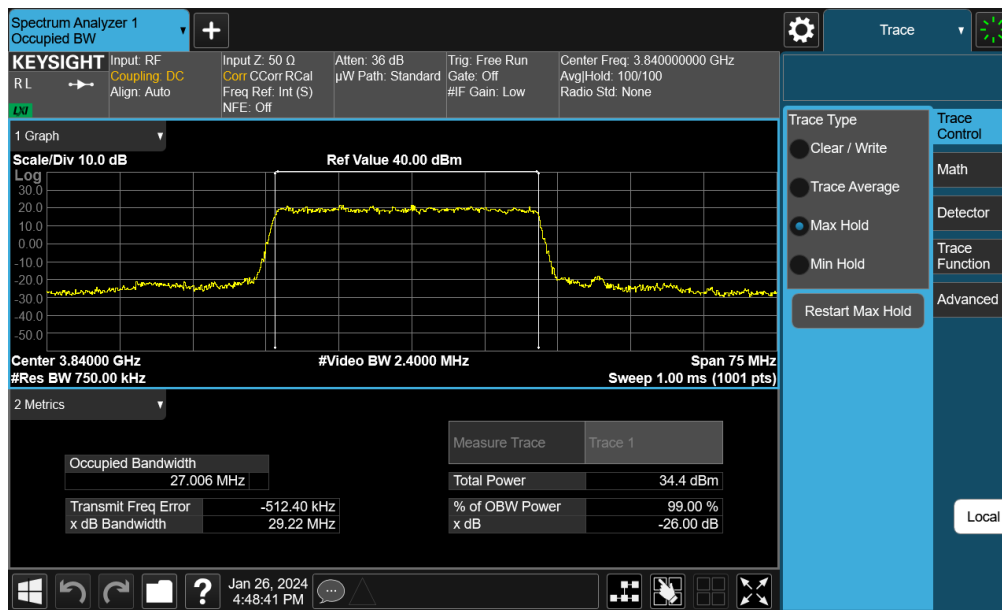 Spectrum Analyzer 1
Occupied BW
Trace
KEYSIGHT
R L
LXI
Input: RF
Coupling: DC
Align: Auto
Input Z: 50 Ω
Corr CCorr RCal
Freq Ref: Int (S)
NFE: Off
Atten: 36 dB
µW Path: Standard
Trig: Free Run
Gate: Off
#IF Gain: Low
Center Freq: 3.840000000 GHz
Avg|Hold: 100/100
Radio Std: None
1 Graph
Scale/Div 10.0 dB
Ref Value 40.00 dBm
Log
30.0
20.0
10.0
0.00
-10.0
-20.0
-30.0
-40.0
-50.0
Center 3.84000 GHz
#Video BW 2.4000 MHz
Span 75 MHz
#Res BW 750.00 kHz
Sweep 1.00 ms (1001 pts)
2 Metrics
Measure Trace
Trace 1
Occupied Bandwidth
27.006 MHz
Total Power
34.4 dBm
Transmit Freq Error
-512.40 kHz
% of OBW Power
99.00 %
x dB Bandwidth
29.22 MHz
x dB
-26.00 dB
Trace Type
Clear / Write
Trace Average
Max Hold
Min Hold
Restart Max Hold
Trace
Control
Math
Detector
Trace
Function
Advanced
Local
?
Jan 26, 2024
4:48:41 PM